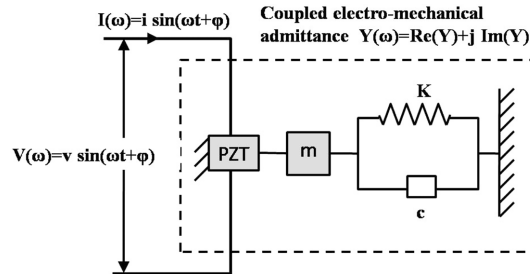 I(ω)=i sin(ωt+φ)
Coupled electro-mechanical
admittance Y(ω)=Re(Y)+j Im(Y)
K
V(ω)=v sin(ωt+φ)
PZT
m
c